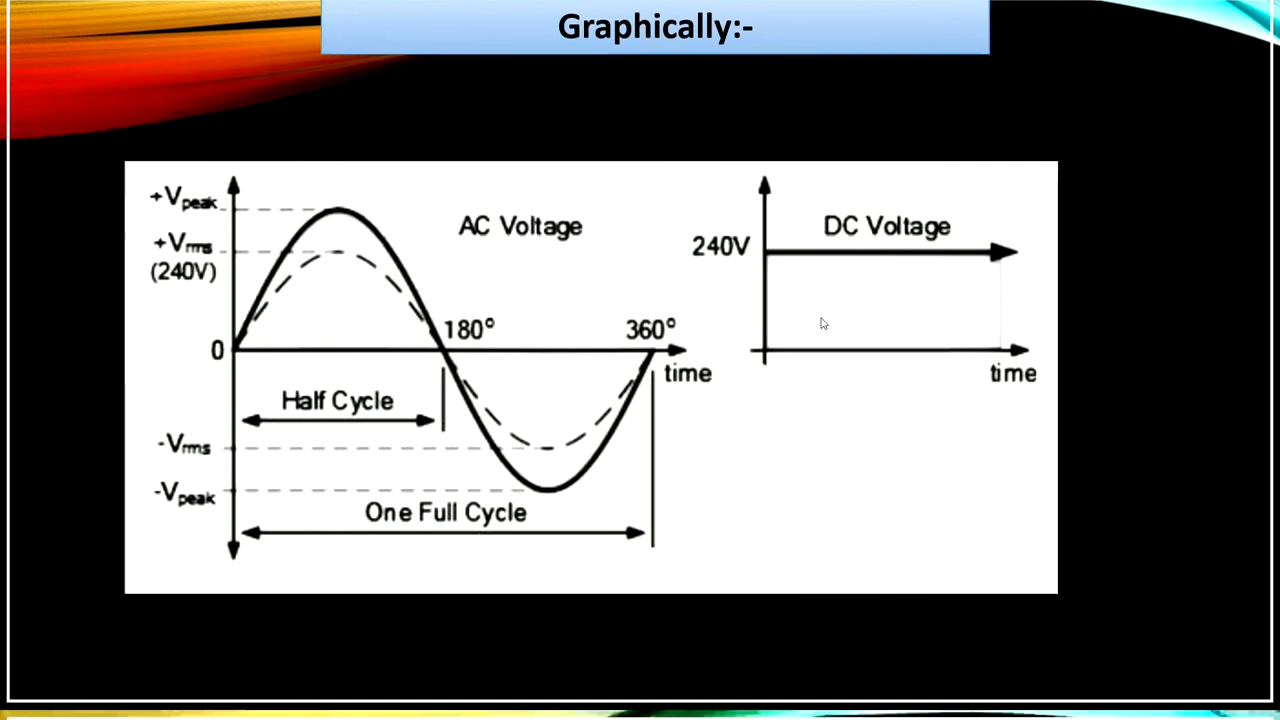 Graphically:-
+Vpeak
+Vrms
(240V)
0
-Vrms
-Vpeak
AC Voltage
180°
360°
time
Half Cycle
One Full Cycle
240V
DC Voltage
time